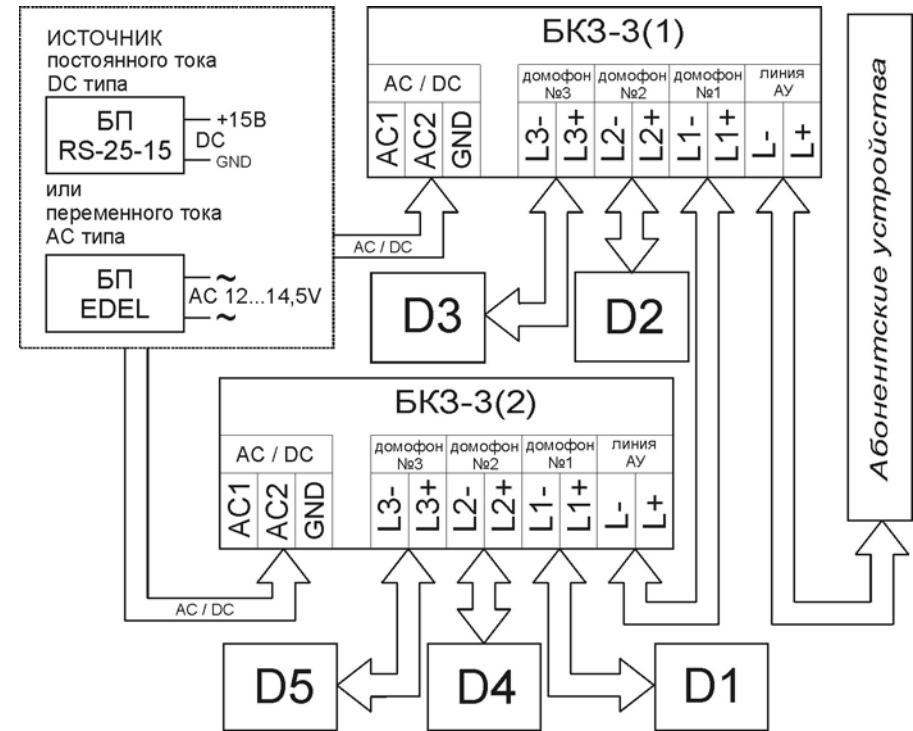 ИСТОЧНИК
постоянного тока
DC типа
БП
RS-25-15
+15В
DC
GND
или
переменного тока
АС типа
БП
EDEL
~
AC 12...14,5V
~
БКЗ-3(1)
AC / DC
домофон №3
домофон №2
домофон №1
линия АУ
AC1
AC2
GND
L3-
L3+
L2-
L2+
L1-
L1+
L-
L+
Абонентские устройства
AC / DC
D3
D2
БКЗ-3(2)
AC / DC
домофон №3
домофон №2
домофон №1
линия АУ
AC1
AC2
GND
L3-
L3+
L2-
L2+
L1-
L1+
L-
L+
AC / DC
D5
D4
D1